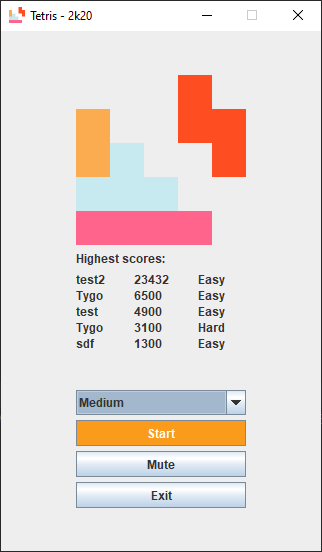 Tetris - 2k20
Highest scores:
test2 23432 Easy
Tygo 6500 Easy
test 4900 Easy
Tygo 3100 Hard
sdf 1300 Easy
Medium
Start
Mute
Exit